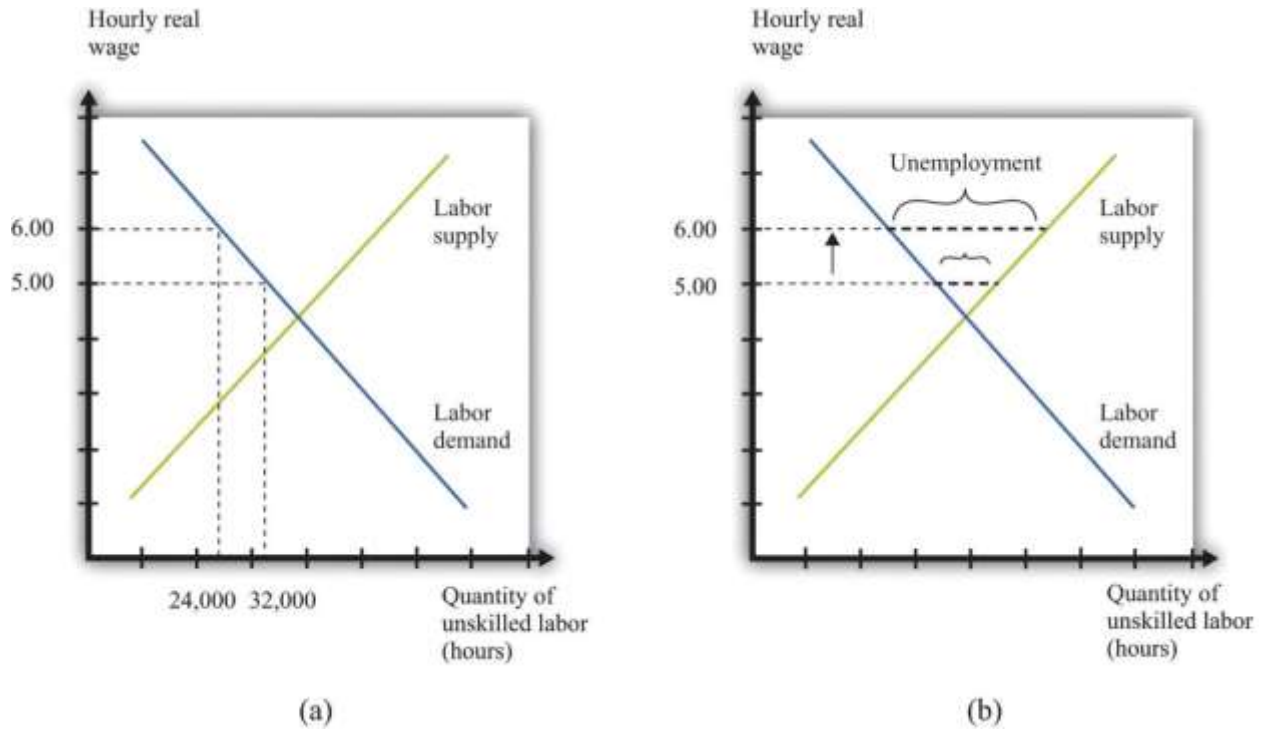 Hourly real
wage
6.00
5.00
Labor
supply
Labor
demand
24,000 32,000
Quantity of
unskilled labor
(hours)
(a)
Hourly real
wage
Unemployment
6.00
5.00
Labor
supply
Labor
demand
Quantity of
unskilled labor
(hours)
(b)